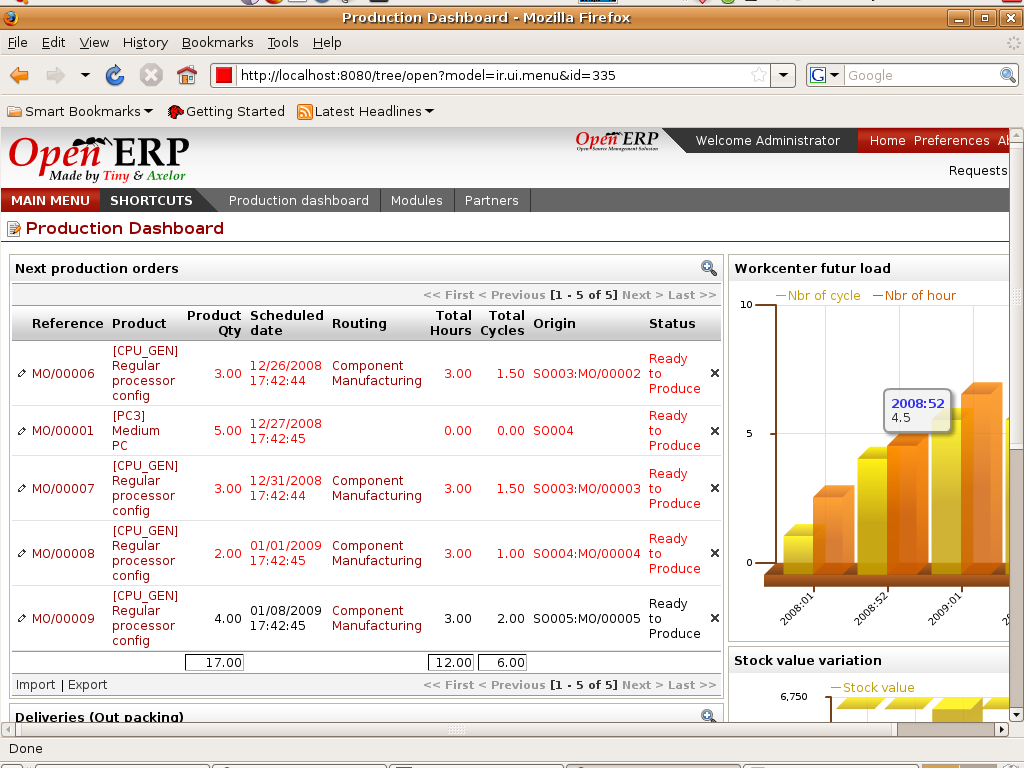 Production Dashboard - Mozilla Firefox
File Edit View History Bookmarks Tools Help
http://localhost:8080/tree/open?model=ir.ui.menu&id=335
G Google
Smart Bookmarks Getting Started Latest Headlines
Open ERP
Made by Tiny & Axelor
Open ERP
Open Source Management Solution
Welcome Administrator
Home Preferences
Requests
MAIN MENU SHORTCUTS Production dashboard Modules Partners
Production Dashboard
Next production orders
<< First < Previous [1 - 5 of 5] Next > Last >>
Reference Product Product Qty Scheduled date Routing Total Hours Total Cycles Origin Status
MO/00006 [CPU_GEN] Regular processor config 3.00 12/26/2008 17:42:44 Component Manufacturing 3.00 1.50 SO003:MO/00002 Ready to Produce
MO/00001 [PC3] Medium PC 5.00 12/27/2008 17:42:45 0.00 0.00 SO004 Ready to Produce
MO/00007 [CPU_GEN] Regular processor config 3.00 12/31/2008 17:42:44 Component Manufacturing 3.00 1.50 SO003:MO/00003 Ready to Produce
MO/00008 [CPU_GEN] Regular processor config 2.00 01/01/2009 17:42:45 Component Manufacturing 3.00 1.00 SO004:MO/00004 Ready to Produce
MO/00009 [CPU_GEN] Regular processor config 4.00 01/08/2009 17:42:45 Component Manufacturing 3.00 2.00 SO005:MO/00005 Ready to Produce
17.00 12.00 6.00
Import | Export << First < Previous [1 - 5 of 5] Next > Last >>
Deliveries (Out packing)
Workcenter futur load
Nbr of cycle Nbr of hour
10
5
0
2008:52
4.5
2008:01 2008:52 2009:01
Stock value variation
Stock value
6,750
Done